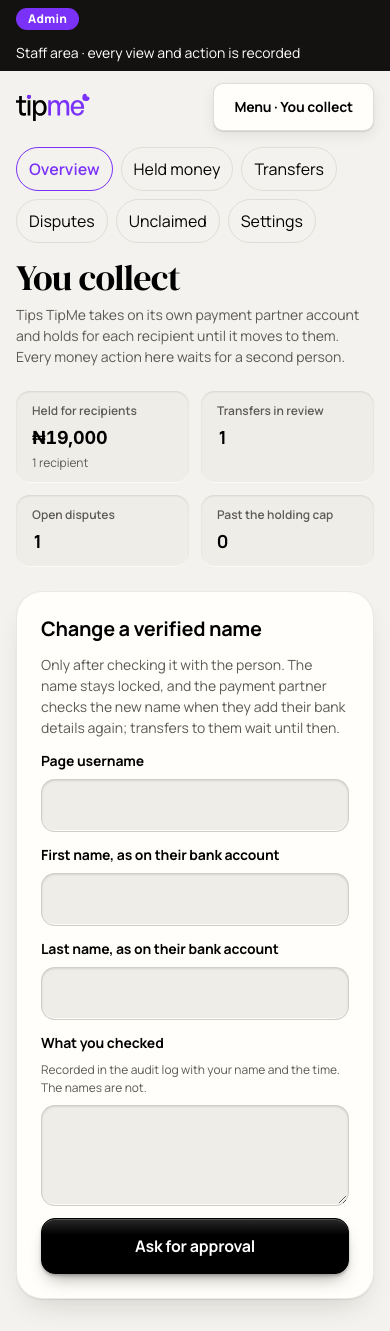 Admin
Staff area · every view and action is recorded
tipme
Menu · You collect
Overview
Held money
Transfers
Disputes
Unclaimed
Settings
You collect
Tips TipMe takes on its own payment partner account
and holds for each recipient until it moves to them.
Every money action here waits for a second person.
Held for recipients
₦19,000
1 recipient
Transfers in review
1
Open disputes
1
Past the holding cap
0
Change a verified name
Only after checking it with the person. The
name stays locked, and the payment partner
checks the new name when they add their bank
details again; transfers to them wait until then.
Page username
First name, as on their bank account
Last name, as on their bank account
What you checked
Recorded in the audit log with your name and the time.
The names are not.
Ask for approval